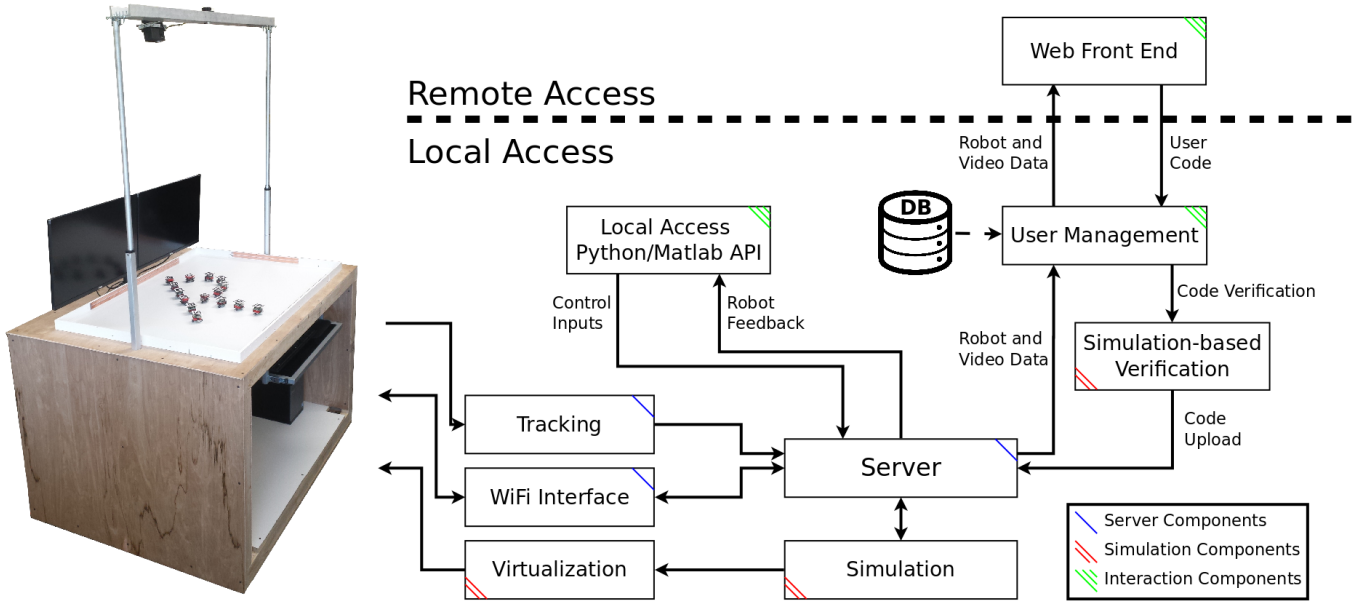 Web Front End
Remote Access
Local Access
Robot and
Video Data
User
Code
DB
User Management
Local Access
Python/Matlab API
Code Verification
Control
Inputs
Robot
Feedback
Robot and
Video Data
Simulation-based
Verification
Tracking
Code
Upload
Server
WiFi Interface
Virtualization
Simulation
Server Components
Simulation Components
Interaction Components